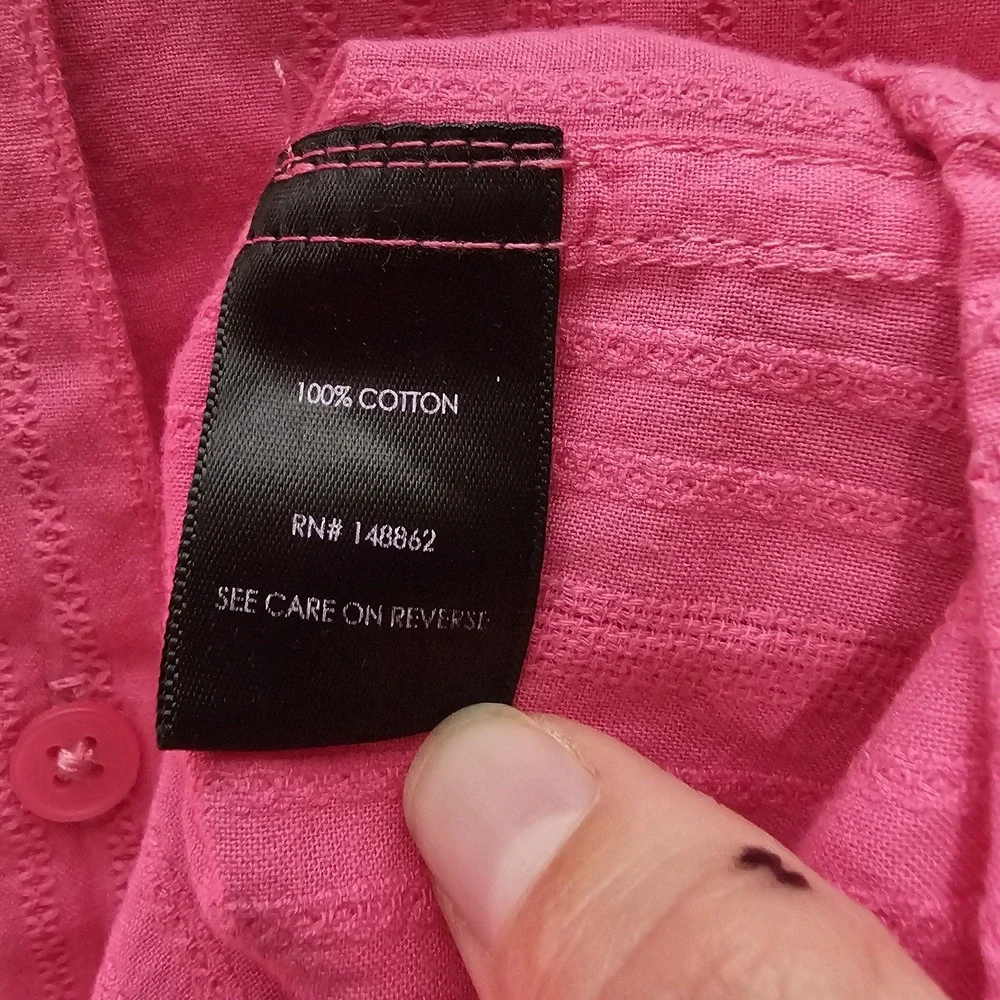 100% COTTON
RN# 148862
SEE CARE ON REVERSE